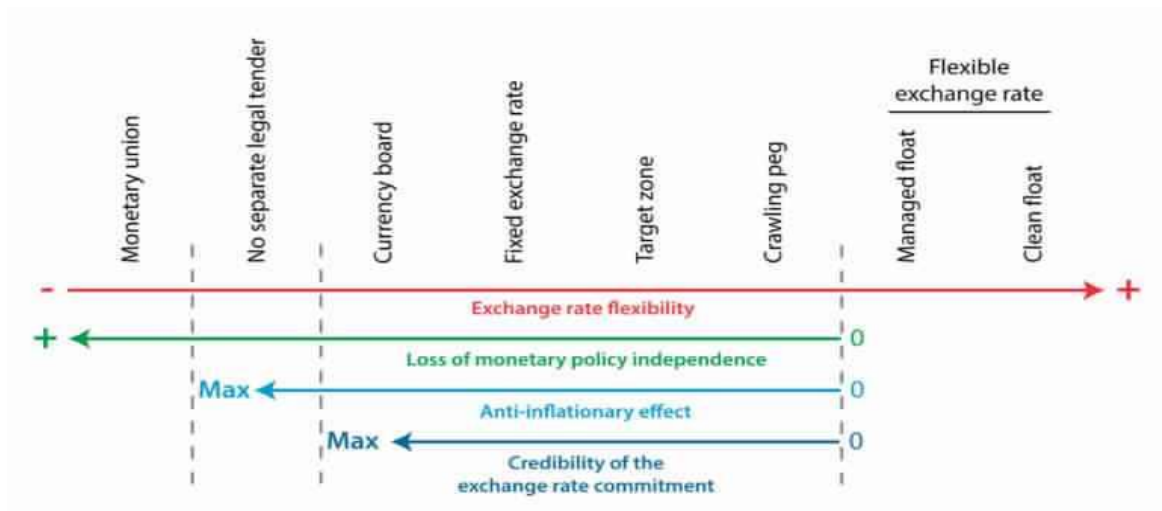 Flexible
exchange rate
Monetary union
No separate legal tender
Currency board
Fixed exchange rate
Target zone
Crawling peg
Managed float
Clean float
- +
Exchange rate flexibility
+ 0
Loss of monetary policy independence
Max 0
Anti-inflationary effect
Max 0
Credibility of the
exchange rate commitment